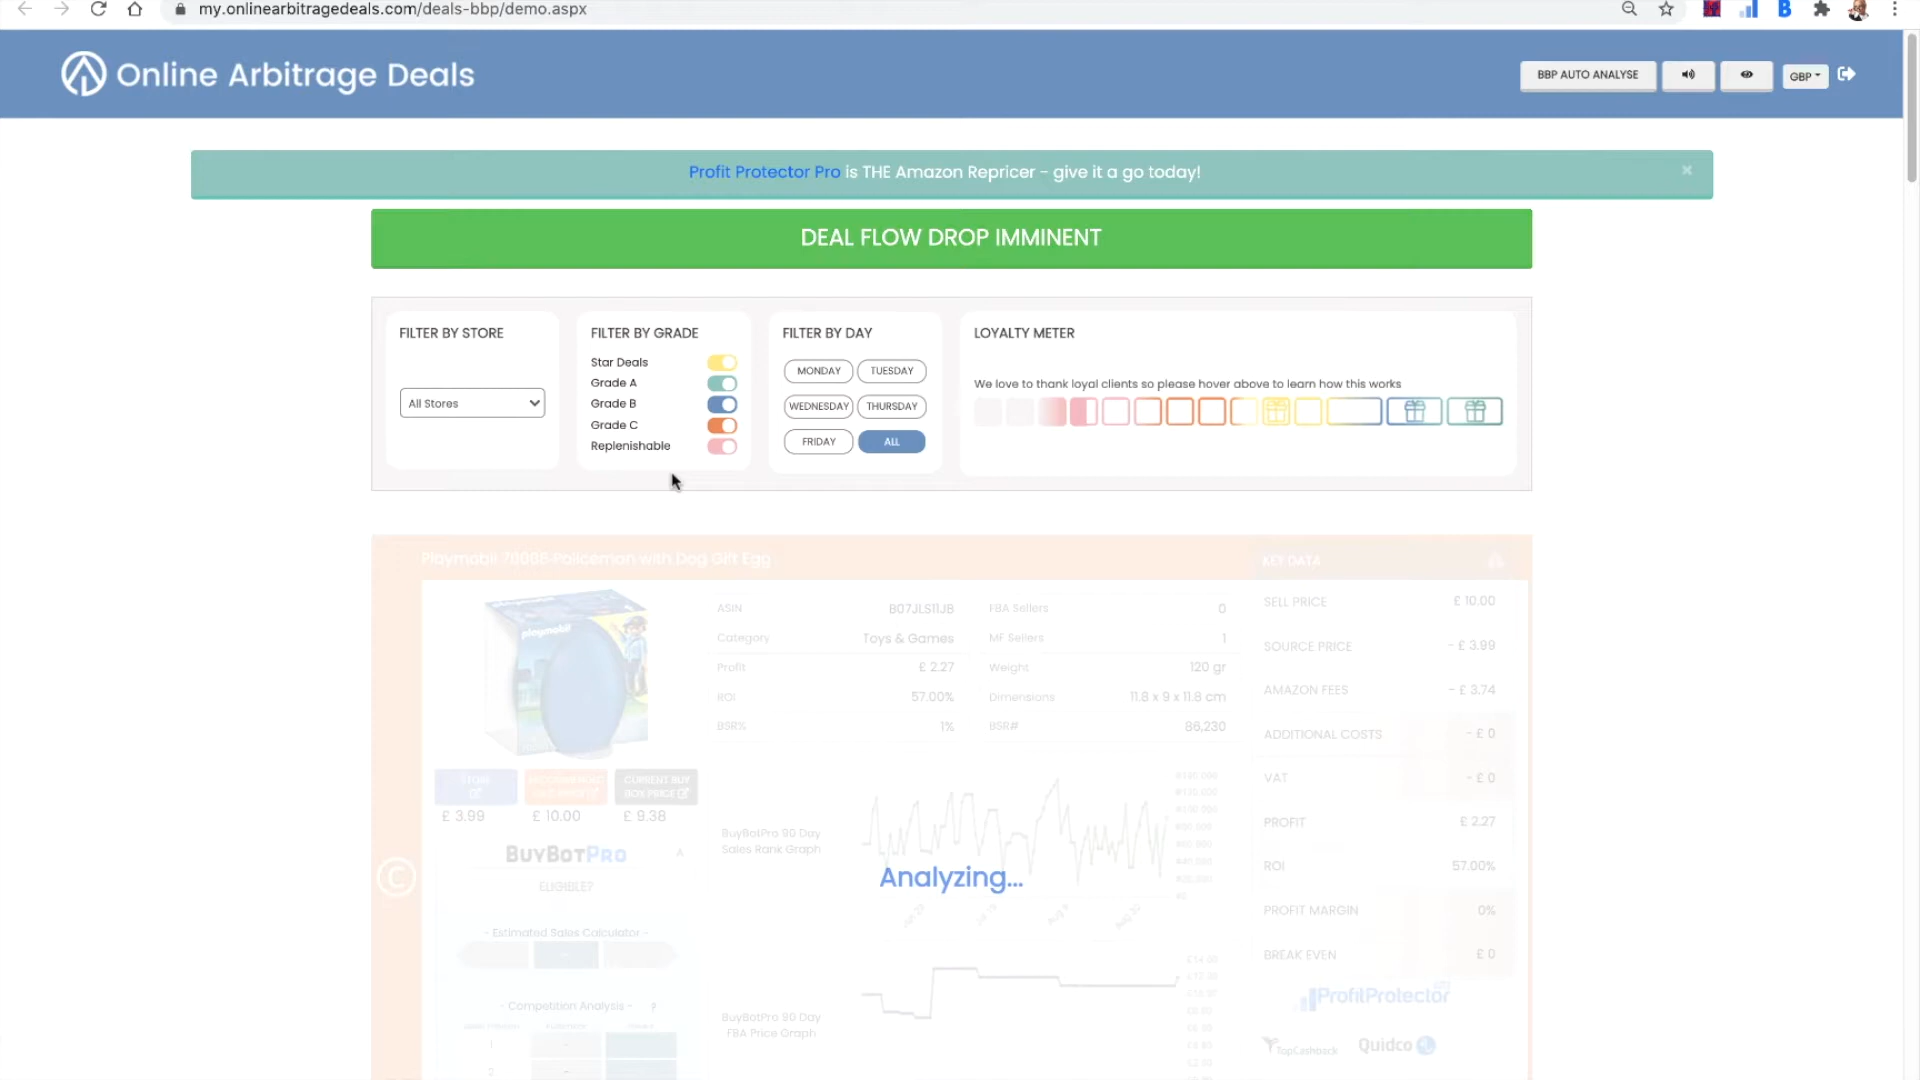 my.onlinearbitragedeals.com/deals-bbp/demo.aspx
Online Arbitrage Deals
BBP AUTO ANALYSE
GBP
Profit Protector Pro is THE Amazon Repricer - give it a go today!
×
DEAL FLOW DROP IMMINENT
FILTER BY STORE
All Stores
FILTER BY GRADE
Star Deals
Grade A
Grade B
Grade C
Replenishable
FILTER BY DAY
MONDAY TUESDAY
WEDNESDAY THURSDAY
FRIDAY ALL
LOYALTY METER
We love to thank loyal clients so please hover above to learn how this works
Policeman with Dog Gift Egg
playmobil
ASIN B07JLS11JB
Category Toys & Games
Profit £ 2.27
ROI 57.00%
BSR% 1%
FBA Sellers 0
MF Sellers 1
Weight 120 gr
Dimensions 11.8 x 9 x 11.8 cm
BSR# 86,230
KEY DATA
SELL PRICE £ 10.00
SOURCE PRICE - £ 3.99
AMAZON FEES - £ 3.74
ADDITIONAL COSTS - £ 0
VAT - £ 0
PROFIT £ 2.27
ROI 57.00%
PROFIT MARGIN 0%
BREAK EVEN £ 0
STORE
CURRENT BUY
BOX PRICE
£ 3.99 £ 10.00 £ 9.38
BUYBOTPRO
ELIGIBLE?
- Estimated Sales Calculator -
- Competition Analysis -
1
2
BuyBotPro 90 Day
Sales Rank Graph
Analyzing...
BuyBotPro 90 Day
FBA Price Graph
ProfitProtector
TopCashback Quidco